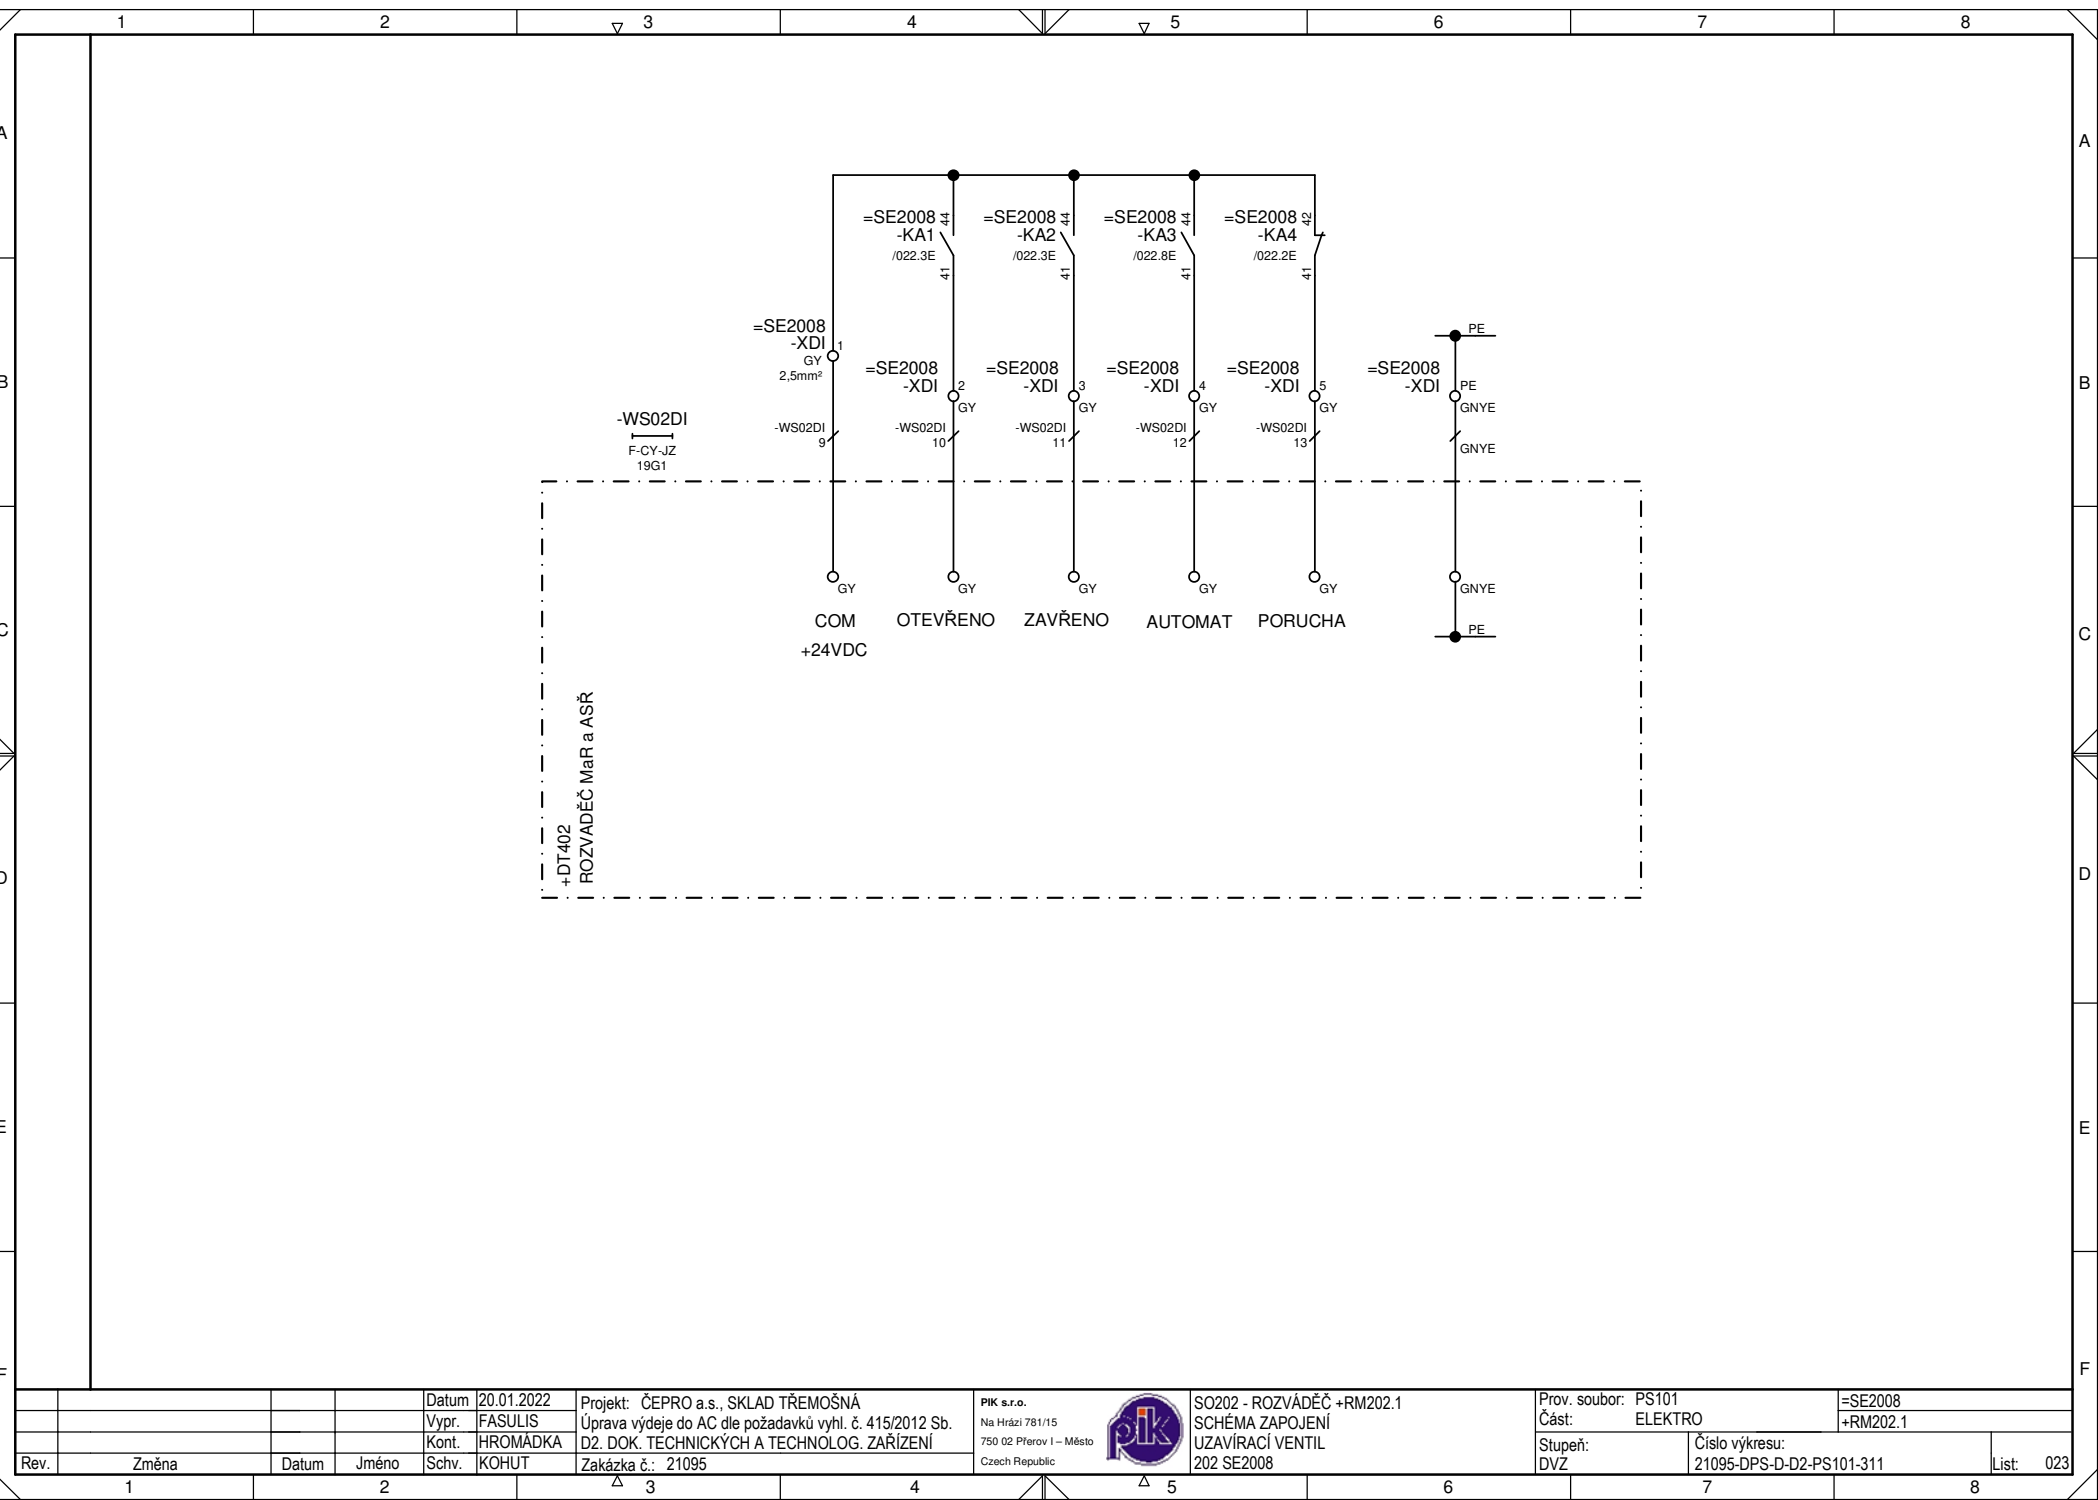 1 2 3 4 5 6 7 8
A A
B B
C C
D D
E E
F F
=SE2008
-KA1
/022.3E
44
41
=SE2008
-KA2
/022.3E
44
41
=SE2008
-KA3
/022.8E
44
41
=SE2008
-KA4
/022.2E
42
41
=SE2008
-XDI
1
GY
2,5mm²
=SE2008
-XDI
2
GY
=SE2008
-XDI
3
GY
=SE2008
-XDI
4
GY
=SE2008
-XDI
5
GY
PE
=SE2008
-XDI
PE
GNYE
GNYE
-WS02DI
F-CY-JZ
19G1
-WS02DI
9
-WS02DI
10
-WS02DI
11
-WS02DI
12
-WS02DI
13
GY GY GY GY GY GNYE
COM OTEVŘENO ZAVŘENO AUTOMAT PORUCHA PE
+24VDC
+DT402
ROZVADĚČ MaR a ASŘ
Rev. Změna Datum Jméno
Datum 20.01.2022
Vypr. FASULIS
Kont. HROMÁDKA
Schv. KOHUT
Projekt: ČEPRO a.s., SKLAD TŘEMOŠNÁ
Úprava výdeje do AC dle požadavků vyhl. č. 415/2012 Sb.
D2. DOK. TECHNICKÝCH A TECHNOLOG. ZAŘÍZENÍ
Zakázka č.: 21095
PIK s.r.o.
Na Hrázi 781/15
750 02 Přerov I – Město
Czech Republic
pik
SO202 - ROZVÁDĚČ +RM202.1
SCHÉMA ZAPOJENÍ
UZAVÍRACÍ VENTIL
202 SE2008
Prov. soubor: PS101
Část: ELEKTRO
=SE2008
+RM202.1
Stupeň:
DVZ
Číslo výkresu:
21095-DPS-D-D2-PS101-311
List: 023
1 2 3 4 5 6 7 8